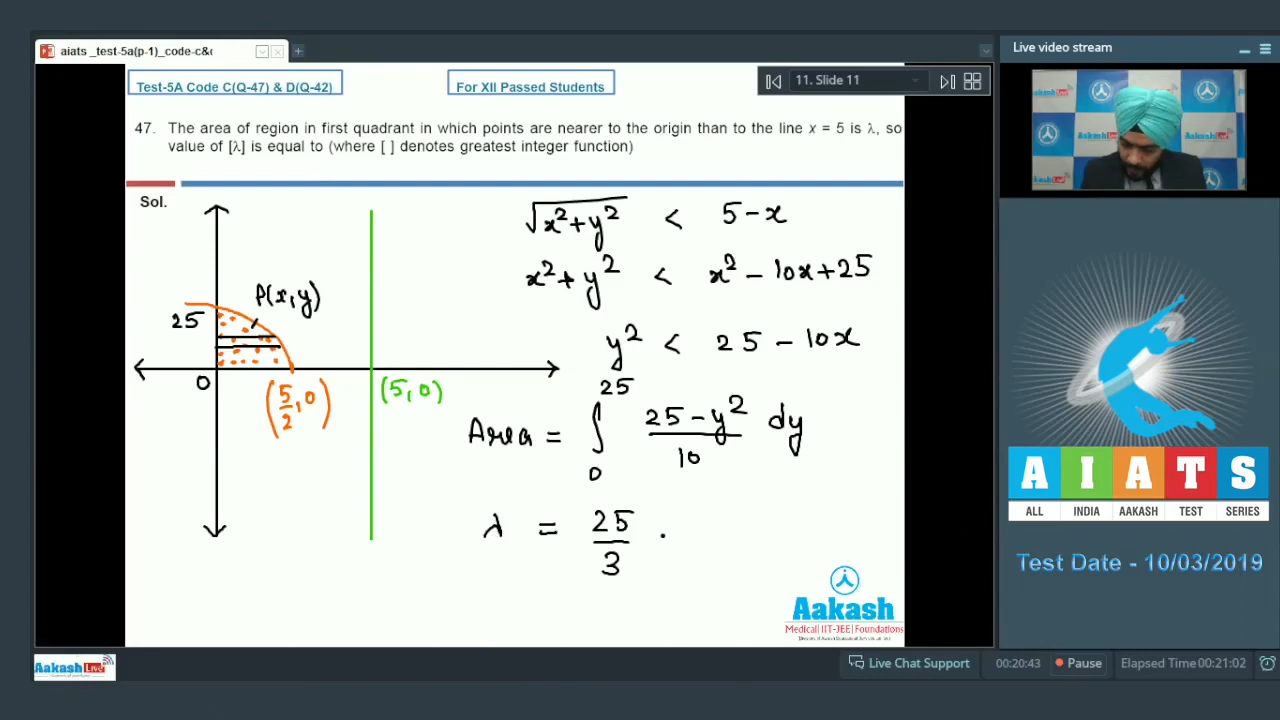 aiats _test-5a(p-1)_code-c&d
Live video stream
Test-5A Code C(Q-47) & D(Q-42)
For XII Passed Students
11. Slide 11
47. The area of region in first quadrant in which points are nearer to the origin than to the line x = 5 is λ, so
value of [λ] is equal to (where [ ] denotes greatest integer function)
Sol.
√(x²+y²) < 5-x
x²+y² < x²-10x+25
P(x,y)
25
y² < 25-10x
0
(5/2, 0)
(5,0)
Area = ∫₀²⁵ (25-y²)/10 dy
λ = 25/3 .
AakashLive
AakashLive
AakashLive
AakashLive
A I A T S
ALL INDIA AAKASH TEST SERIES
Test Date - 10/03/2019
Aakash
Medical|IIT-JEE|Foundations
AakashLive
Live Chat Support
00:20:43
Pause
Elapsed Time 00:21:02